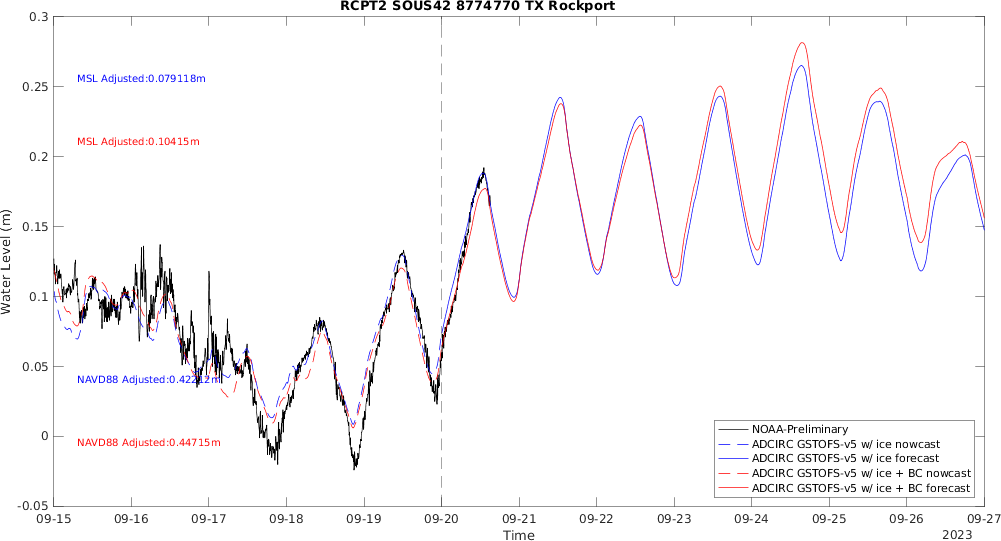 RCPT2 SOUS42 8774770 TX Rockport
0.3
0.25
0.2
0.15
0.1
0.05
0
-0.05
Water Level (m)
MSL Adjusted:0.079118m
MSL Adjusted:0.10415m
NAVD88 Adjusted:0.42212m
NAVD88 Adjusted:0.44715m
NOAA-Preliminary
ADCIRC GSTOFS-v5 w/ ice nowcast
ADCIRC GSTOFS-v5 w/ ice forecast
ADCIRC GSTOFS-v5 w/ ice + BC nowcast
ADCIRC GSTOFS-v5 w/ ice + BC forecast
09-15 09-16 09-17 09-18 09-19 09-20 09-21 09-22 09-23 09-24 09-25 09-26 09-27
Time
2023